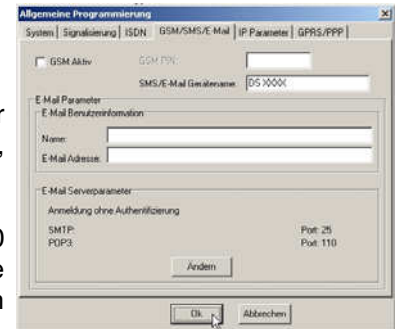 Allgemeine Programmierung
System Signalisierung ISDN GSM/SMS/E-Mail IP Parameter GPRS/PPP
GSM Aktiv GSM PIN:
SMS/E-Mail Gerätename: DS XXXX
E-Mail Parameter
E-Mail Benutzerinformation
r
Name:
,
E-Mail Adresse:
E-Mail Serverparameter
Anmeldung ohne Authentifizierung
0
SMTP: Port: 25
POP3: Port: 110
e
Ändern
n
Ok Abbrechen